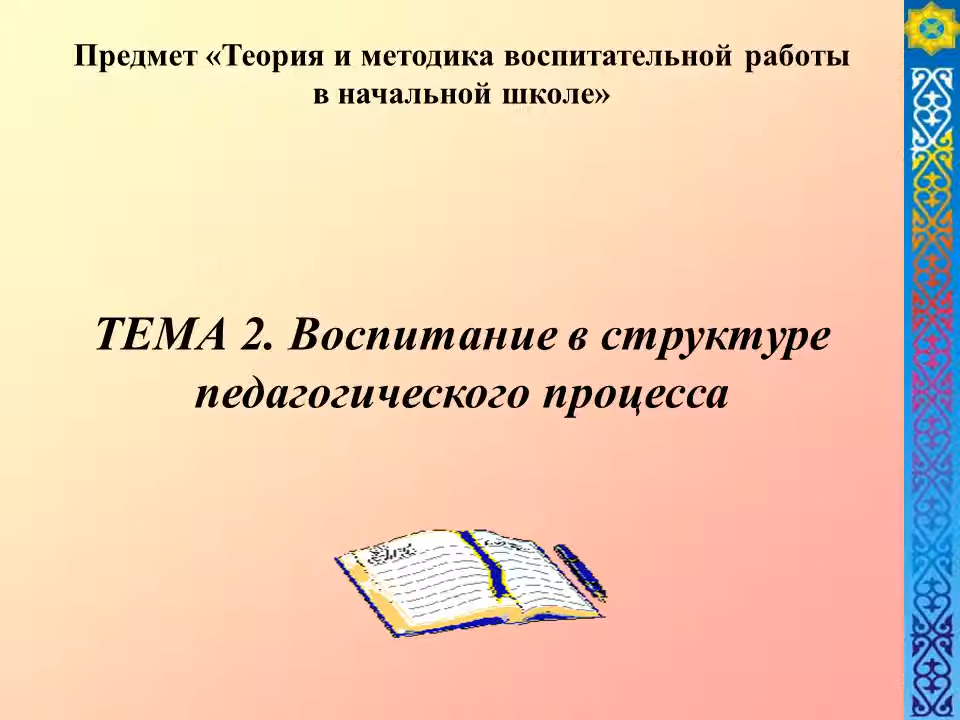 Предмет «Теория и методика воспитательной работы
в начальной школе»
ТЕМА 2. Воспитание в структуре
педагогического процесса